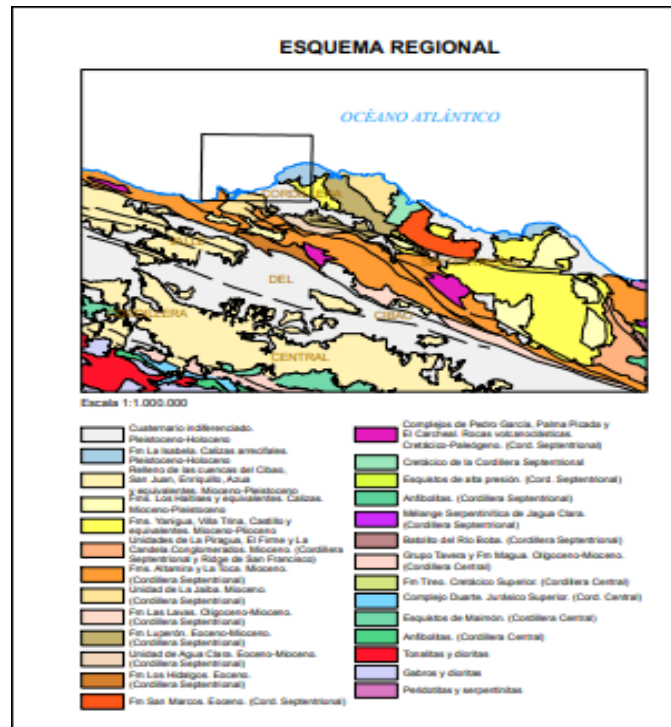 ESQUEMA REGIONAL
OCÉANO ATLÁNTICO
CORDILLERA
VALLE
DEL
CORDILLERA
CIBAO
CENTRAL
Escala 1:1.000.000
Cuaternario indiferenciado.
Pleistoceno-Holoceno
Fm La Isabela. Calizas arrecifales.
Pleistoceno-Holoceno
Relleno de las cuencas del Cibao,
San Juan, Enriquillo, Azua
y equivalentes. Mioceno-Pleistoceno
Fms. Los Haitises y equivalentes. Calizas.
Mioceno-Pleistoceno
Fms. Yanigua, Villa Trina, Castillo y
equivalentes. Mioceno-Plioceno
Unidades de La Piragua, El Firme y La
Candela Conglomerados. Mioceno. (Cordillera
Septentrional y Ridge de San Francisco)
Fms. Altamira y La Toca. Mioceno.
(Cordillera Septentrional)
Unidad de La Jaiba. Mioceno.
(Cordillera Septentrional)
Fm Las Lavas. Oligoceno-Mioceno.
(Cordillera Septentrional)
Fm Luperón. Eoceno-Mioceno.
(Cordillera Septentrional)
Unidad de Agua Clara. Eoceno-Mioceno.
(Cordillera Septentrional)
Fm Los Hidalgos. Eoceno.
(Cordillera Septentrional)
Fm San Marcos. Eoceno. (Cord. Septentrional)
Complejos de Pedro García, Palma Picada y
El Carcheal. Rocas volcanoclásticas.
Cretácico-Paleógeno. (Cord. Septentrional)
Cretácico de la Cordillera Septentrional
Esquistos de alta presión. (Cord. Septentrional)
Anfibolitas. (Cordillera Septentrional)
Mélange Serpentinítica de Jagua Clara.
(Cordillera Septentrional)
Batolito del Río Boba. (Cordillera Septentrional)
Grupo Tavera y Fm Magua. Oligoceno-Mioceno.
(Cordillera Central)
Fm Tireo. Cretácico Superior. (Cordillera Central)
Complejo Duarte. Jurásico Superior. (Cord. Central)
Esquistos de Maimón. (Cordillera Central)
Anfibolitas. (Cordillera Central)
Tonalitas y dioritas
Gabros y dioritas
Peridotitas y serpentinitas